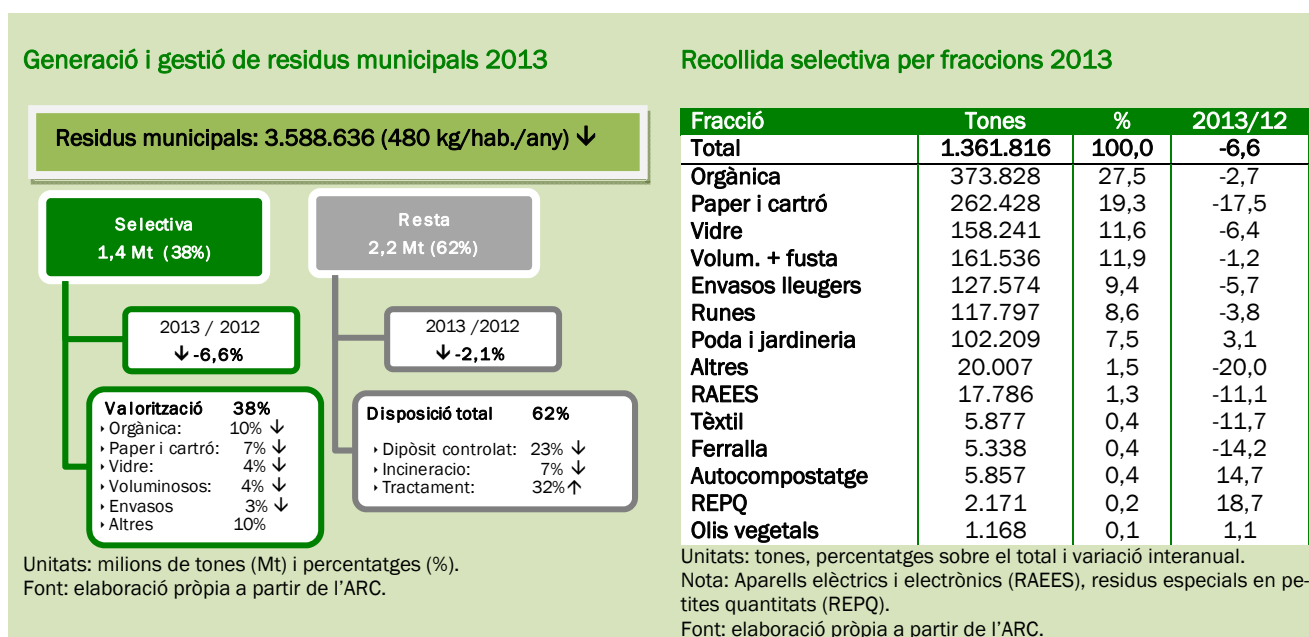 Generació i gestió de residus municipals 2013
Residus municipals: 3.588.636 (480 kg/hab./any) ↓
Selectiva
1,4 Mt (38%)
Resta
2,2 Mt (62%)
2013 / 2012
↓ -6,6%
2013 /2012
↓ -2,1%
Valorització 38%
‣ Orgànica: 10% ↓
‣ Paper i cartró: 7% ↓
‣ Vidre: 4% ↓
‣ Voluminosos: 4% ↓
‣ Envasos 3% ↓
‣ Altres 10%
Disposició total 62%
‣ Dipòsit controlat: 23% ↓
‣ Incineracio: 7% ↓
‣ Tractament: 32% ↑
Unitats: milions de tones (Mt) i percentatges (%).
Font: elaboració pròpia a partir de l'ARC.
Recollida selectiva per fraccions 2013
Fracció Tones % 2013/12
Total 1.361.816 100,0 -6,6
Orgànica 373.828 27,5 -2,7
Paper i cartró 262.428 19,3 -17,5
Vidre 158.241 11,6 -6,4
Volum. + fusta 161.536 11,9 -1,2
Envasos lleugers 127.574 9,4 -5,7
Runes 117.797 8,6 -3,8
Poda i jardineria 102.209 7,5 3,1
Altres 20.007 1,5 -20,0
RAEES 17.786 1,3 -11,1
Tèxtil 5.877 0,4 -11,7
Ferralla 5.338 0,4 -14,2
Autocompostatge 5.857 0,4 14,7
REPQ 2.171 0,2 18,7
Olis vegetals 1.168 0,1 1,1
Unitats: tones, percentatges sobre el total i variació interanual.
Nota: Aparells elèctrics i electrònics (RAEES), residus especials en pe-
tites quantitats (REPQ).
Font: elaboració pròpia a partir de l'ARC.